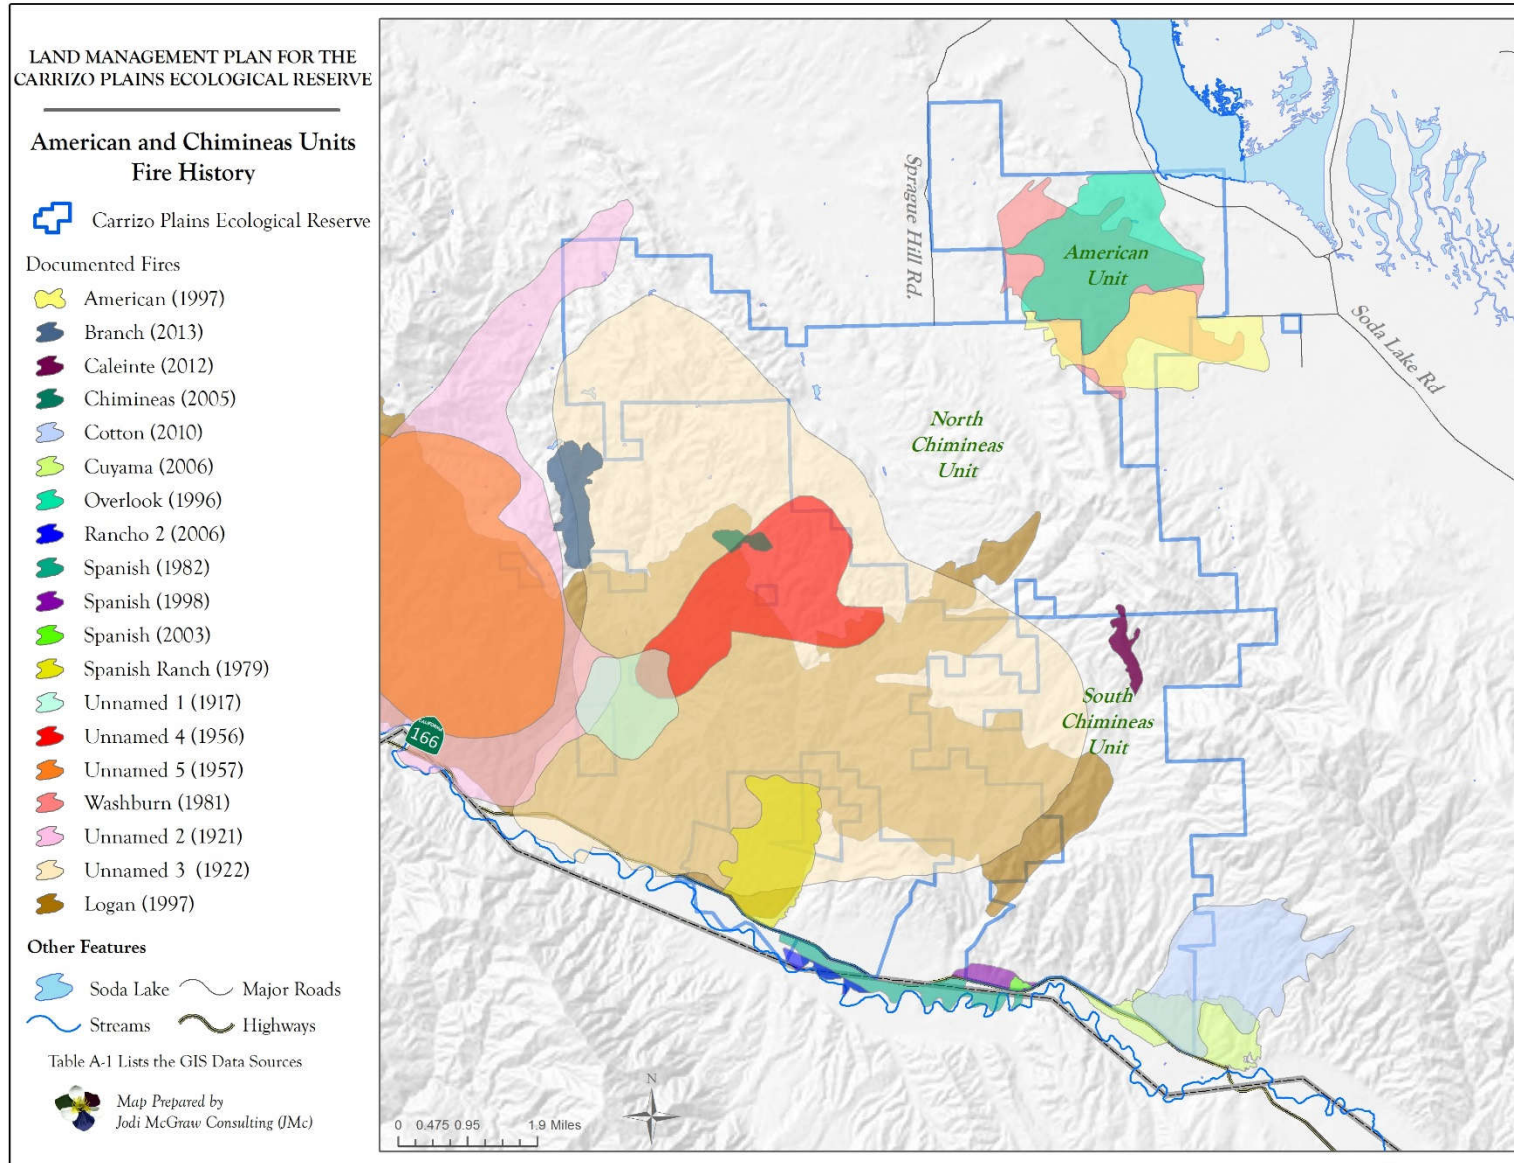 LAND MANAGEMENT PLAN FOR THE
CARRIZO PLAINS ECOLOGICAL RESERVE
American and Chimineas Units
Fire History
Carrizo Plains Ecological Reserve
Documented Fires
American (1997)
Branch (2013)
Caleinte (2012)
Chimineas (2005)
Cotton (2010)
Cuyama (2006)
Overlook (1996)
Rancho 2 (2006)
Spanish (1982)
Spanish (1998)
Spanish (2003)
Spanish Ranch (1979)
Unnamed 1 (1917)
Unnamed 4 (1956)
Unnamed 5 (1957)
Washburn (1981)
Unnamed 2 (1921)
Unnamed 3 (1922)
Logan (1997)
Other Features
Soda Lake
Major Roads
Streams
Highways
Table A-1 Lists the GIS Data Sources
Map Prepared by
Jodi McGraw Consulting (JMc)
Sprague Hill Rd.
American
Unit
Soda Lake Rd
North
Chimineas
Unit
South
Chimineas
Unit
CALIFORNIA
166
N
0 0.475 0.95 1.9 Miles